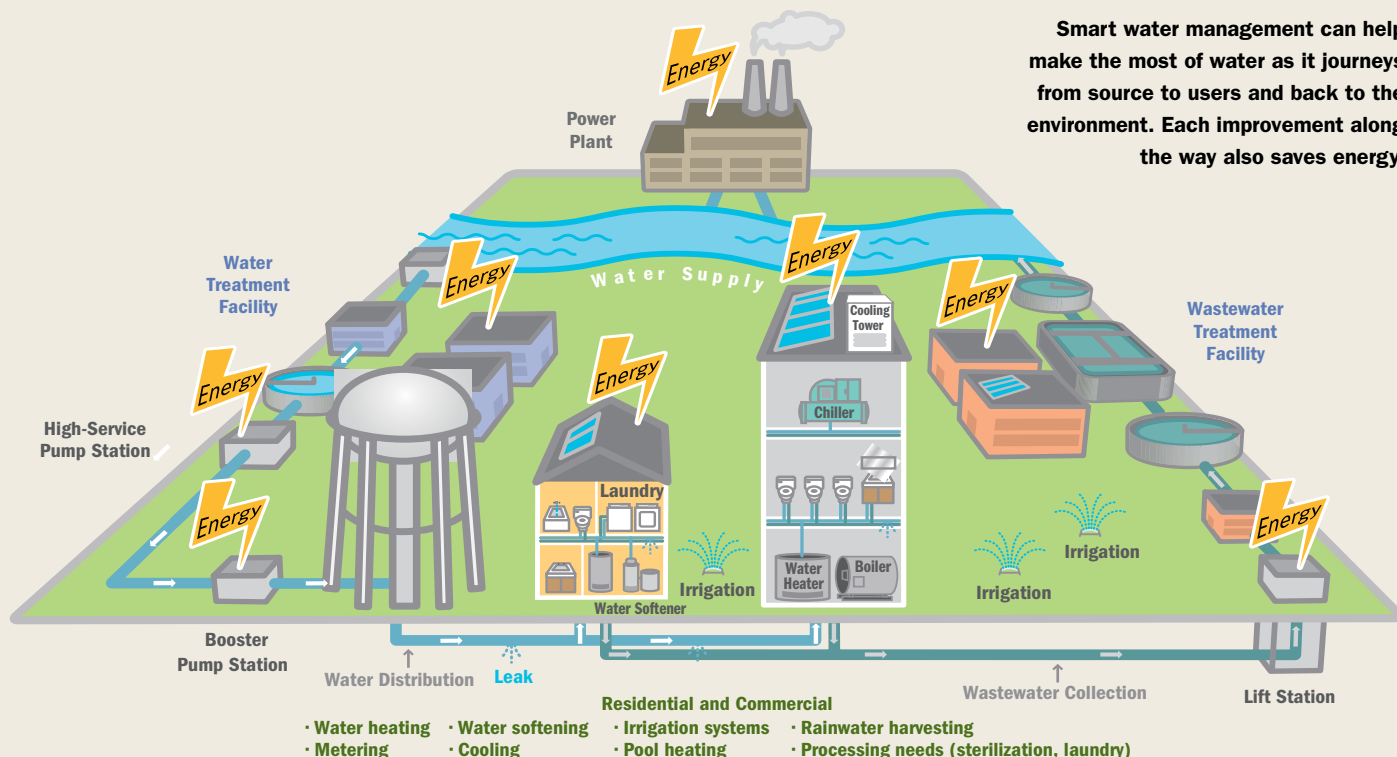 Smart water management can help
make the most of water as it journeys
from source to users and back to the
environment. Each improvement along
the way also saves energy
Energy
Power
Plant
Water Supply
Energy
Water
Treatment
Facility
Energy
Cooling
Tower
Energy
Wastewater
Treatment
Facility
Energy
Energy
High-Service
Pump Station
Chiller
Laundry
Energy
Energy
Irrigation
Irrigation
Irrigation
Water
Heater
Boiler
Water Softener
Booster
Pump Station
Water Distribution
Leak
Wastewater Collection
Lift Station
Residential and Commercial
· Water heating · Water softening · Irrigation systems · Rainwater harvesting
· Metering · Cooling · Pool heating · Processing needs (sterilization, laundry)